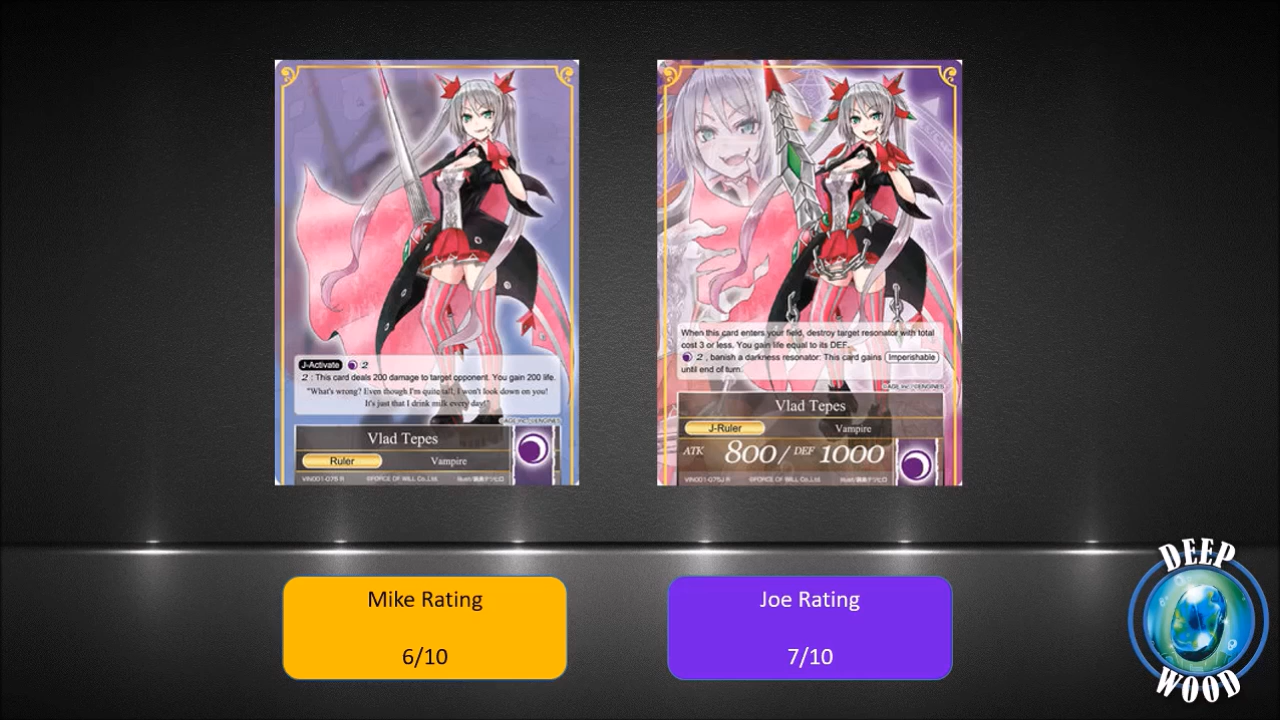 J-Activate 2
2 : This card deals 200 damage to target opponent. You gain 200 life.
"What's wrong? Even though I'm quite tall, I won't look down on you!
It's just that I drink milk every day!"
Vlad Tepes
Ruler Vampire
VIN001-075 R ©FORCE OF WILL Co.,Ltd.
When this card enters your field, destroy target resonator with total
cost 3 or less. You gain life equal to its DEF.
2 , banish a darkness resonator: This card gains Imperishable
until end of turn.
Vlad Tepes
J-Ruler Vampire
ATK 800 / DEF 1000
VIN001-075J R ©FORCE OF WILL Co.,Ltd.
Mike Rating
6/10
Joe Rating
7/10
DEEP
WOOD